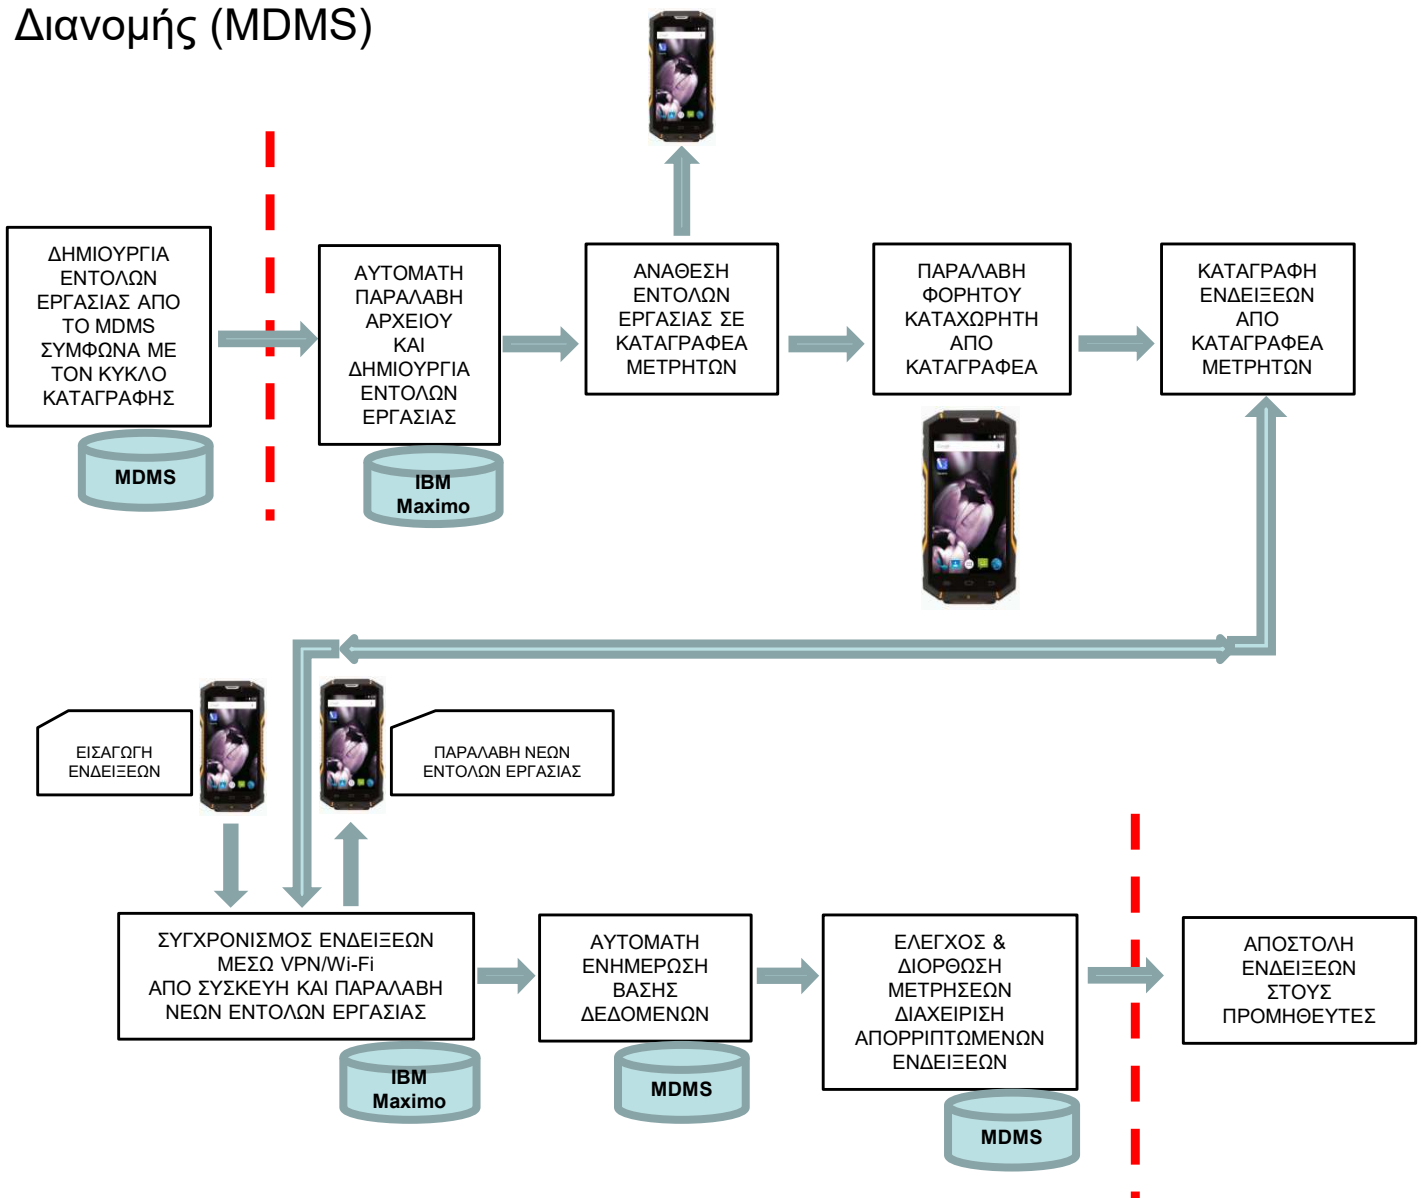 Διανομής (MDMS)
ΔΗΜΙΟΥΡΓΙΑ
ΕΝΤΟΛΩΝ
ΕΡΓΑΣΙΑΣ ΑΠΟ
ΤΟ MDMS
ΣΥΜΦΩΝΑ ΜΕ
ΤΟΝ ΚΥΚΛΟ
ΚΑΤΑΓΡΑΦΗΣ
MDMS
ΑΥΤΟΜΑΤΗ
ΠΑΡΑΛΑΒΗ
ΑΡΧΕΙΟΥ
ΚΑΙ
ΔΗΜΙΟΥΡΓΙΑ
ΕΝΤΟΛΩΝ
ΕΡΓΑΣΙΑΣ
IBM
Maximo
ΑΝΑΘΕΣΗ
ΕΝΤΟΛΩΝ
ΕΡΓΑΣΙΑΣ ΣΕ
ΚΑΤΑΓΡΑΦΕΑ
ΜΕΤΡΗΤΩΝ
ΠΑΡΑΛΑΒΗ
ΦΟΡΗΤΟΥ
ΚΑΤΑΧΩΡΗΤΗ
ΑΠΟ
ΚΑΤΑΓΡΑΦΕΑ
ΚΑΤΑΓΡΑΦΗ
ΕΝΔΕΙΞΕΩΝ
ΑΠΟ
ΚΑΤΑΓΡΑΦΕΑ
ΜΕΤΡΗΤΩΝ
ΕΙΣΑΓΩΓΗ
ΕΝΔΕΙΞΕΩΝ
ΠΑΡΑΛΑΒΗ ΝΕΩΝ
ΕΝΤΟΛΩΝ ΕΡΓΑΣΙΑΣ
ΣΥΓΧΡΟΝΙΣΜΟΣ ΕΝΔΕΙΞΕΩΝ
ΜΕΣΩ VPN/Wi-Fi
ΑΠΟ ΣΥΣΚΕΥΗ ΚΑΙ ΠΑΡΑΛΑΒΗ
ΝΕΩΝ ΕΝΤΟΛΩΝ ΕΡΓΑΣΙΑΣ
IBM
Maximo
ΑΥΤΟΜΑΤΗ
ΕΝΗΜΕΡΩΣΗ
ΒΑΣΗΣ
ΔΕΔΟΜΕΝΩΝ
MDMS
ΕΛΕΓΧΟΣ &
ΔΙΟΡΘΩΣΗ
ΜΕΤΡΗΣΕΩΝ
ΔΙΑΧΕΙΡΙΣΗ
ΑΠΟΡΡΙΠΤΩΜΕΝΩΝ
ΕΝΔΕΙΞΕΩΝ
MDMS
ΑΠΟΣΤΟΛΗ
ΕΝΔΕΙΞΕΩΝ
ΣΤΟΥΣ
ΠΡΟΜΗΘΕΥΤΕΣ